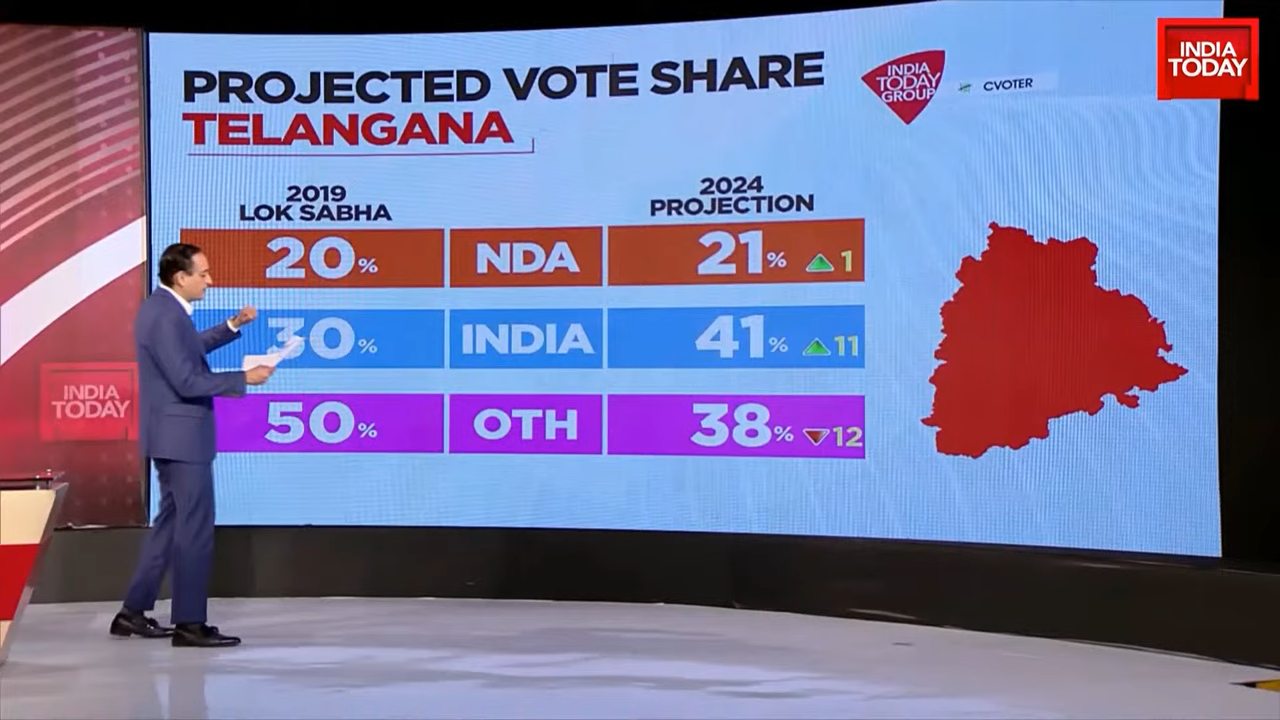 PROJECTED VOTE SHARE
TELANGANA
INDIA
TODAY
GROUP
CVOTER
INDIA
TODAY
2019
LOK SABHA
2024
PROJECTION
20% NDA 21% 1
30% INDIA 41% 11
50% OTH 38% 12
INDIA
TODAY